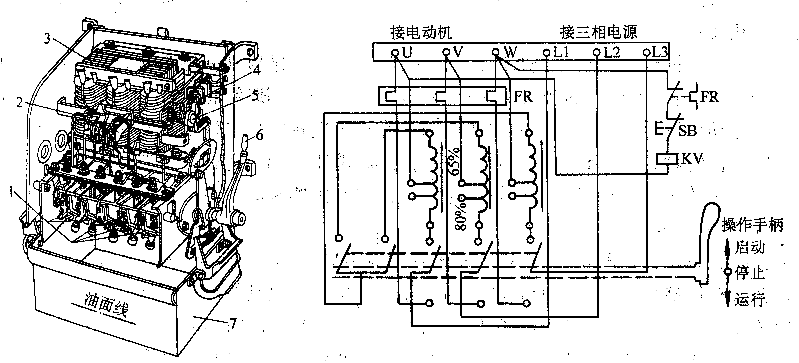 3
4
2
5
6
1
油面线
7
接电动机 接三相电源
U V W L1 L2 L3
FR
FR
SB
KV
65%
80%
操作手柄
启动
停止
运行